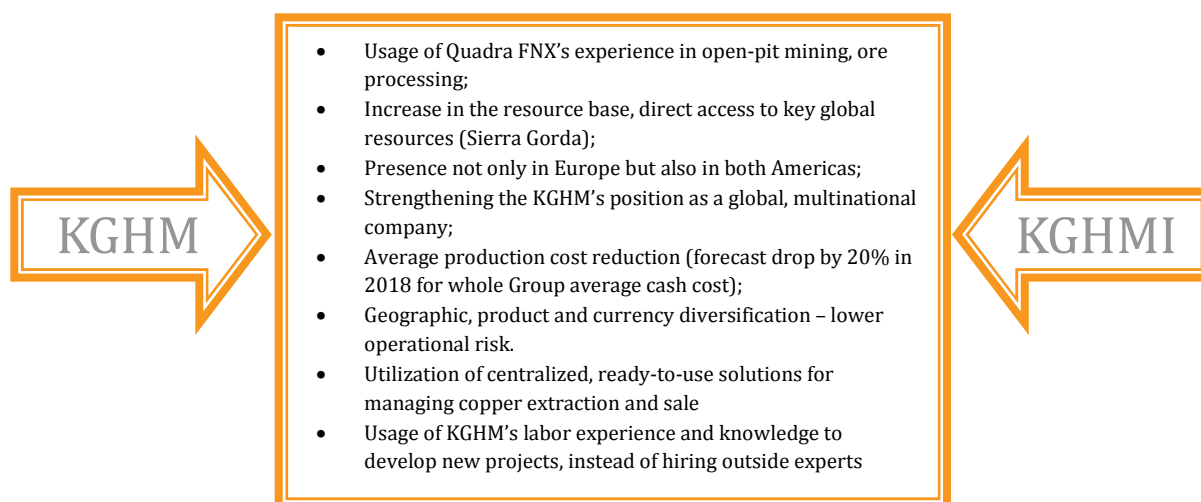 • Usage of Quadra FNX’s experience in open-pit mining, ore
processing;
• Increase in the resource base, direct access to key global
resources (Sierra Gorda);
• Presence not only in Europe but also in both Americas;
• Strengthening the KGHM’s position as a global, multinational
company;
• Average production cost reduction (forecast drop by 20% in
2018 for whole Group average cash cost);
• Geographic, product and currency diversification – lower
operational risk.
• Utilization of centralized, ready-to-use solutions for
managing copper extraction and sale
• Usage of KGHM’s labor experience and knowledge to
develop new projects, instead of hiring outside experts
KGHM
KGHMI